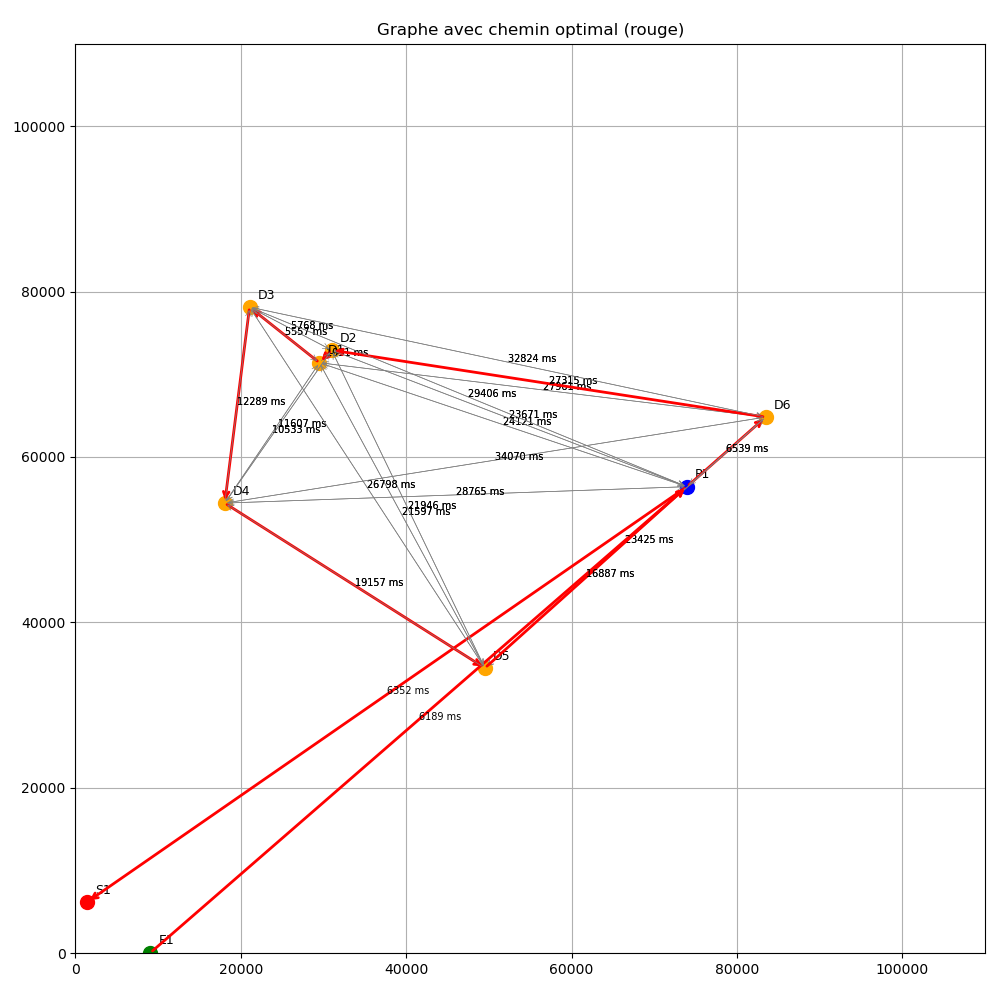 Graphe avec chemin optimal (rouge)
100000
80000
60000
40000
20000
0
D3
5768 ms
5557 ms
D2
32824 ms
27315 ms
29406 ms
D6
12289 ms
23671 ms
24121 ms
11607 ms
10533 ms
6539 ms
34070 ms
P1
D4
26798 ms
28765 ms
21946 ms
21597 ms
23425 ms
16887 ms
19157 ms
D5
6352 ms
6189 ms
S1
E1
0
20000
40000
60000
80000
100000